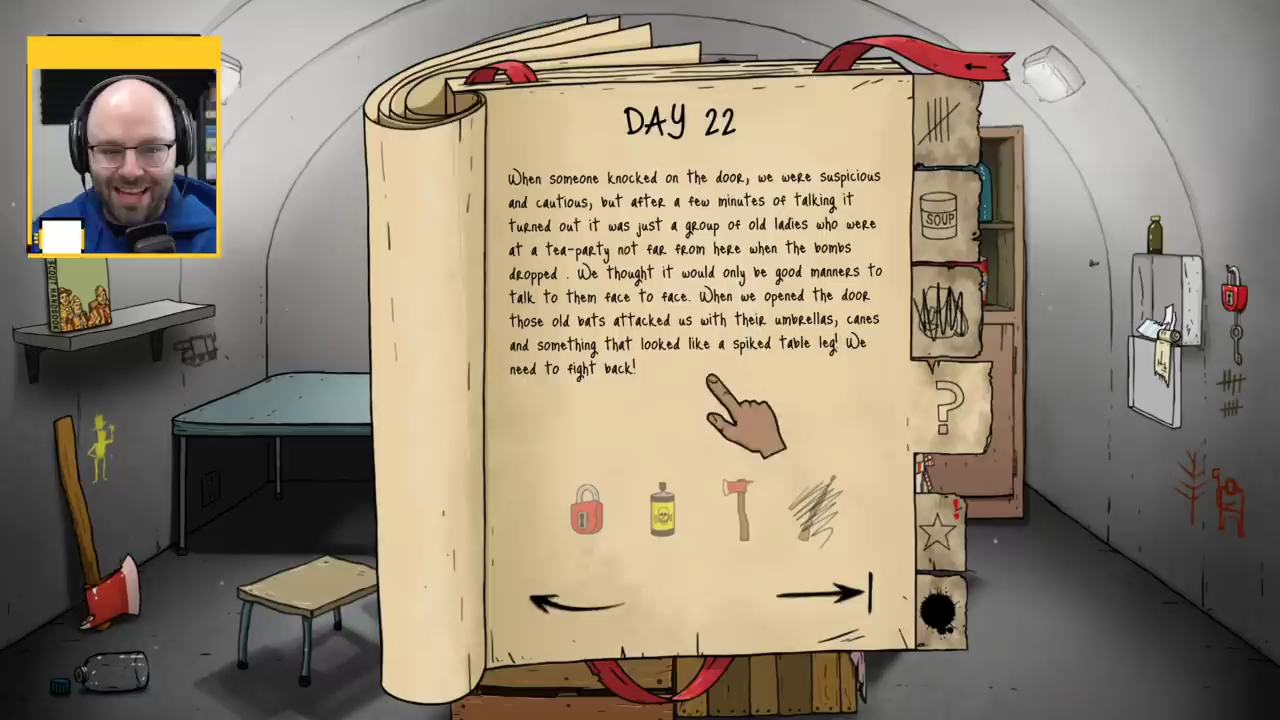 DAY 22
When someone knocked on the door, we were suspicious
and cautious, but after a few minutes of talking it
turned out it was just a group of old ladies who were
at a tea-party not far from here when the bombs
dropped . We thought it would only be good manners to
talk to them face to face. When we opened the door
those old bats attacked us with their umbrellas, canes
and something that looked like a spiked table leg! We
need to fight back!
SOUP
?
!
SCOUT HANDBOOK